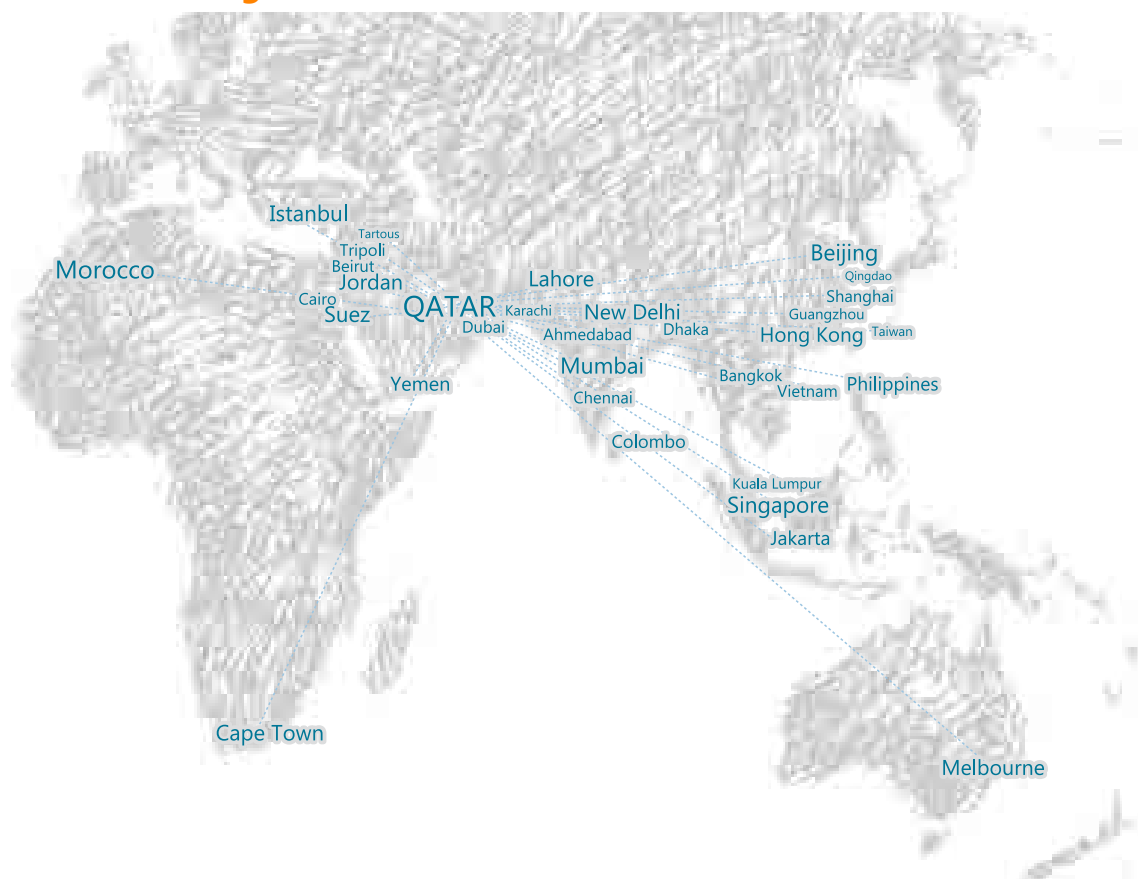 Istanbul
Tartous
Tripoli
Beirut
Jordan
Morocco
Cairo
Suez
QATAR
Dubai
Yemen
Cape Town
Lahore
Karachi
New Delhi
Ahmedabad
Dhaka
Mumbai
Chennai
Colombo
Beijing
Qingdao
Shanghai
Guangzhou
Hong Kong
Taiwan
Bangkok
Vietnam
Philippines
Kuala Lumpur
Singapore
Jakarta
Melbourne